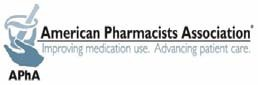 American Pharmacists Association®
Improving medication use. Advancing patient care.
APhA